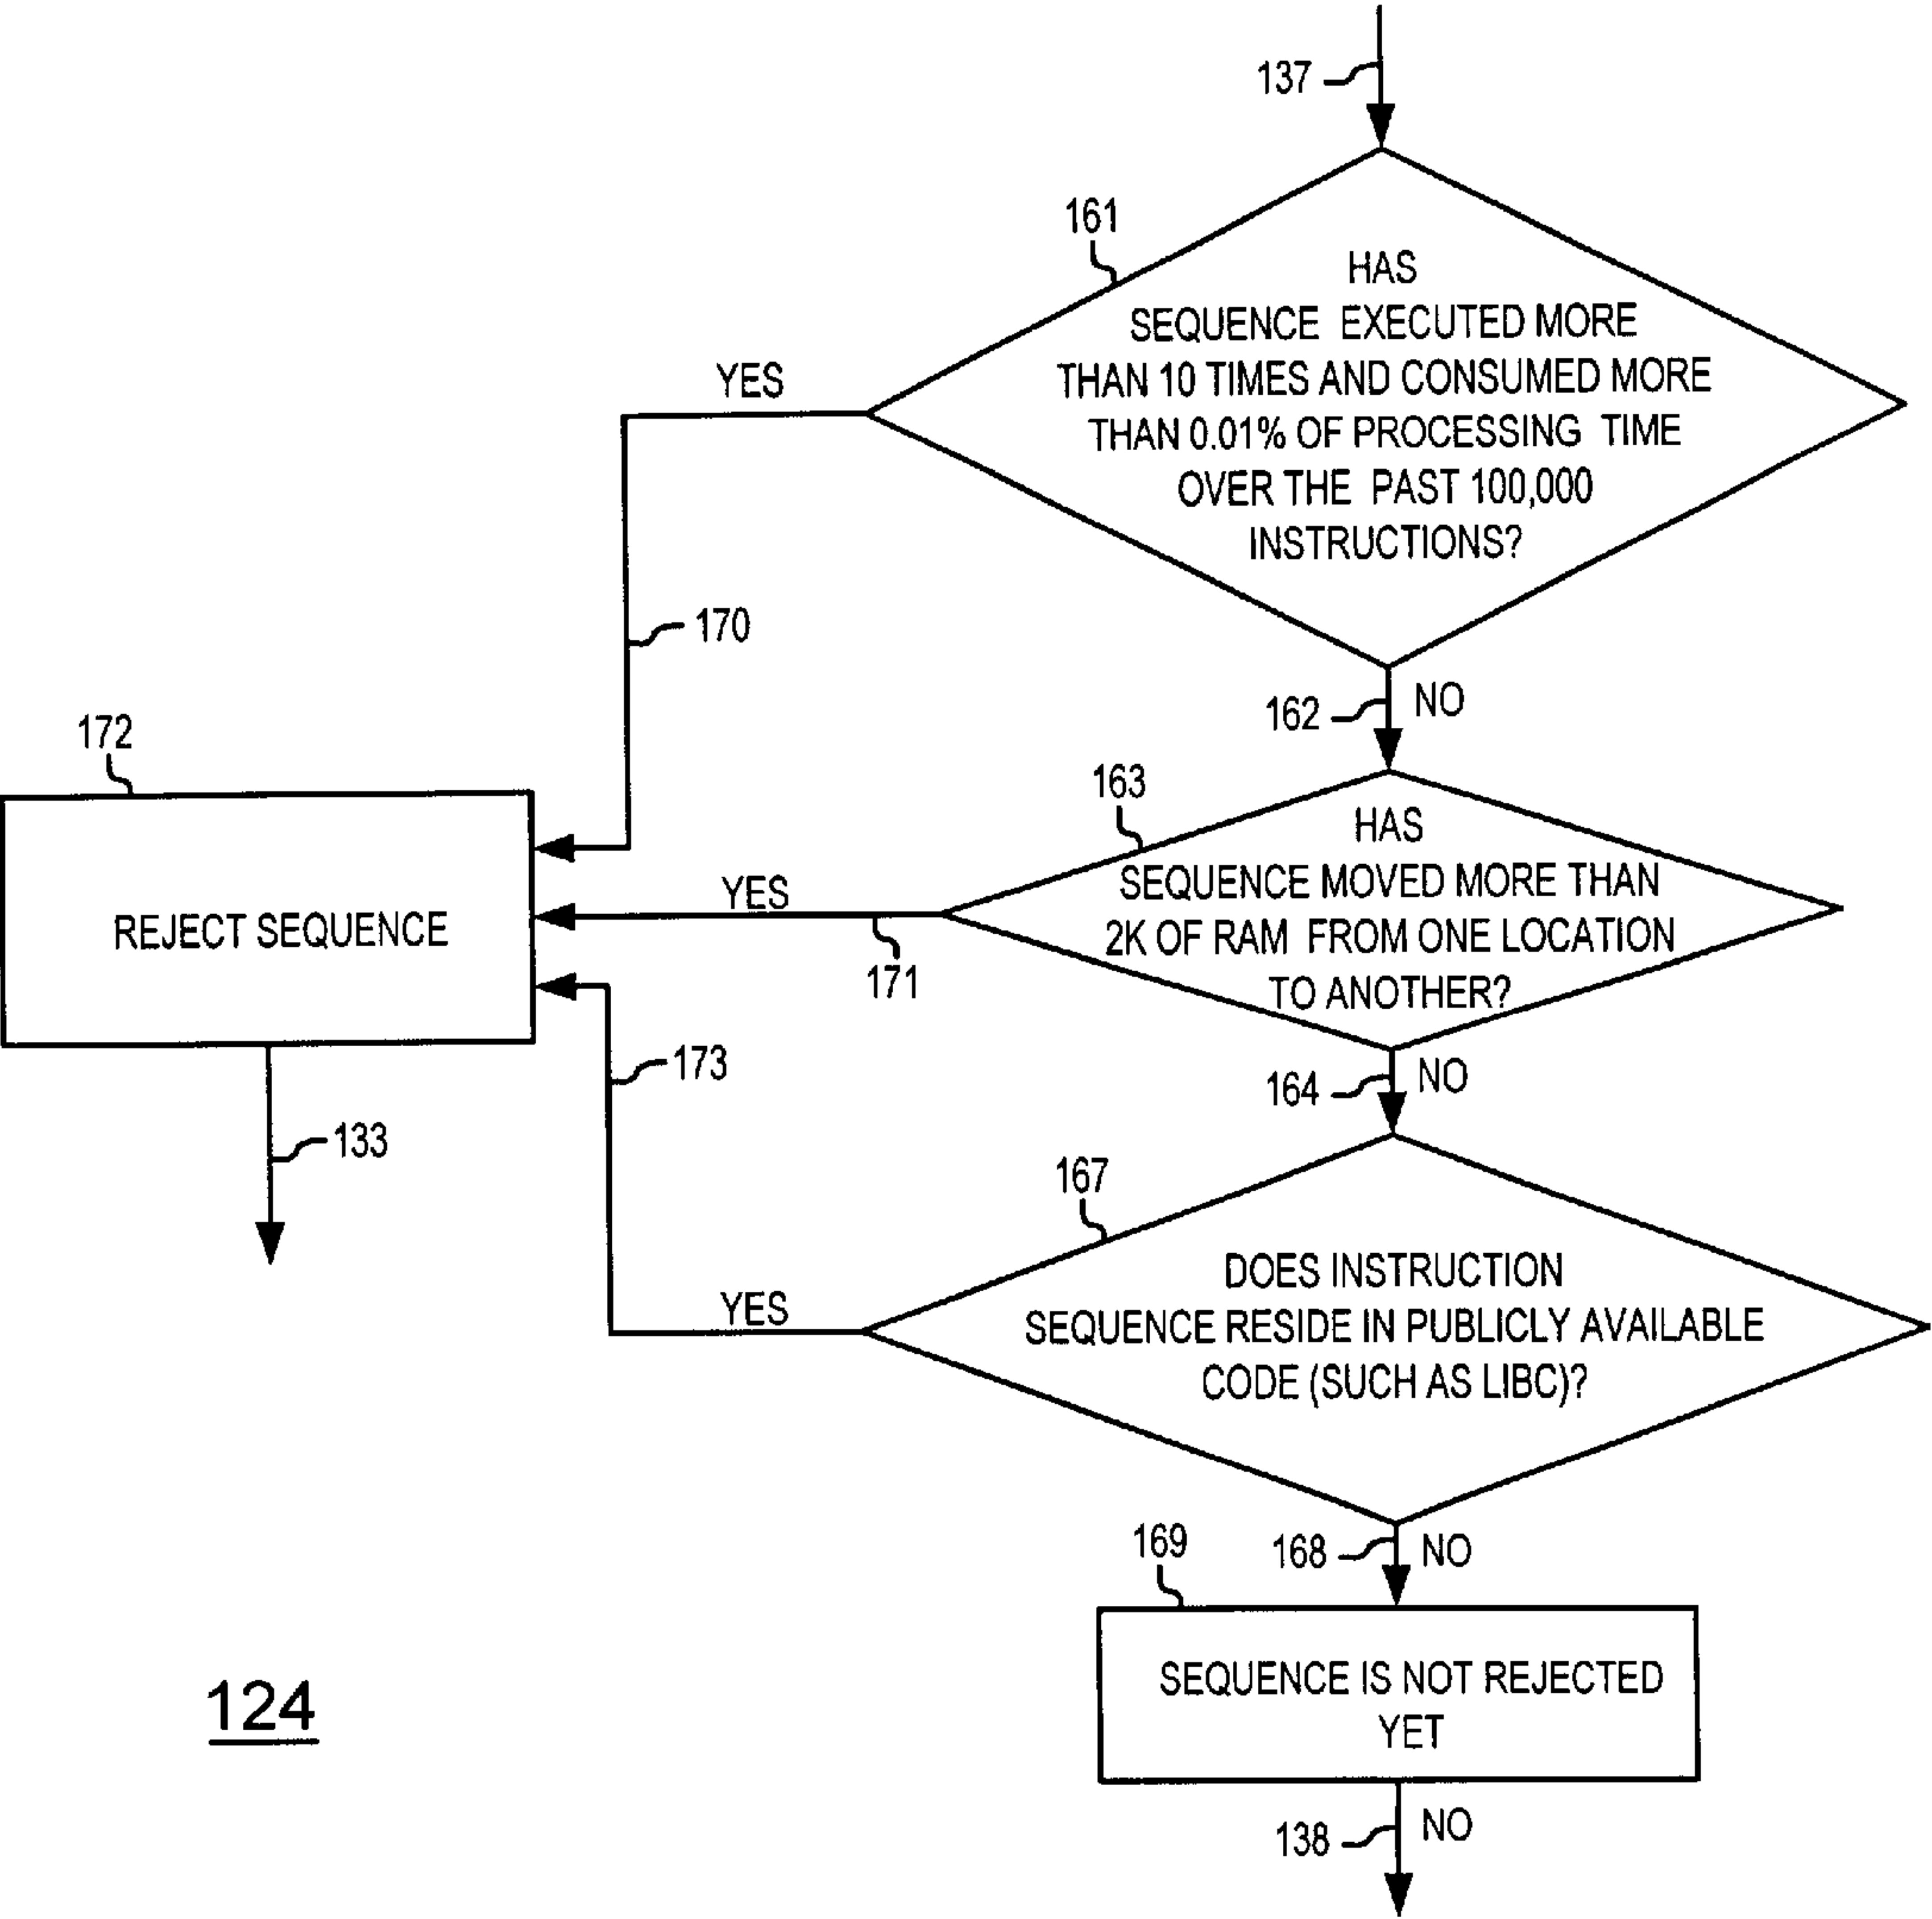 137
161
HAS
SEQUENCE EXECUTED MORE
THAN 10 TIMES AND CONSUMED MORE
THAN 0.01% OF PROCESSING TIME
OVER THE PAST 100,000
INSTRUCTIONS?
YES
170
162 NO
172
REJECT SEQUENCE
163
HAS
SEQUENCE MOVED MORE THAN
2K OF RAM FROM ONE LOCATION
TO ANOTHER?
YES
171
173
164 NO
133
167
DOES INSTRUCTION
SEQUENCE RESIDE IN PUBLICLY AVAILABLE
CODE (SUCH AS LIBC)?
YES
168 NO
169
SEQUENCE IS NOT REJECTED
YET
124
138 NO